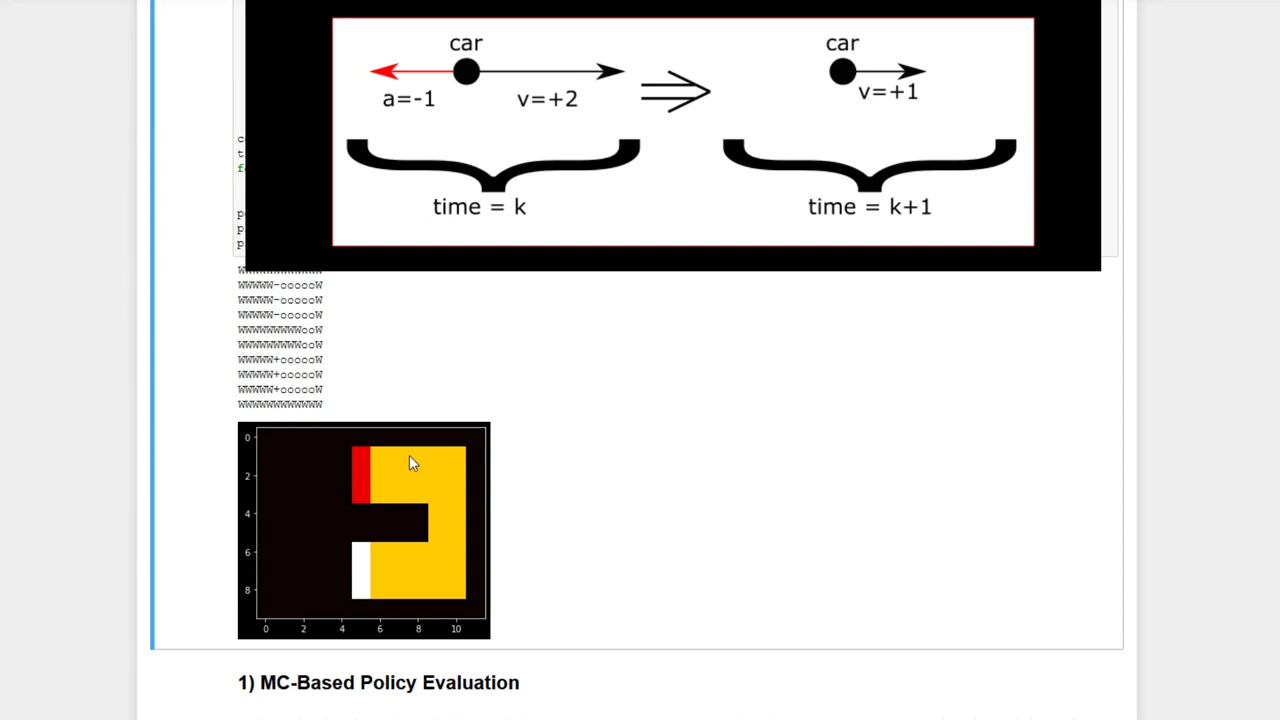 car
car
a=-1
v=+2
v=+1
time = k
time = k+1
WWWWW-oooooW
WWWWW-oooooW
WWWWW-oooooW
WWWWWWWWWooW
WWWWWWWWWooW
WWWWW+oooooW
WWWWW+oooooW
WWWWW+oooooW
WWWWWWWWWWWW
0
2
4
6
8
0 2 4 6 8 10
1) MC-Based Policy Evaluation